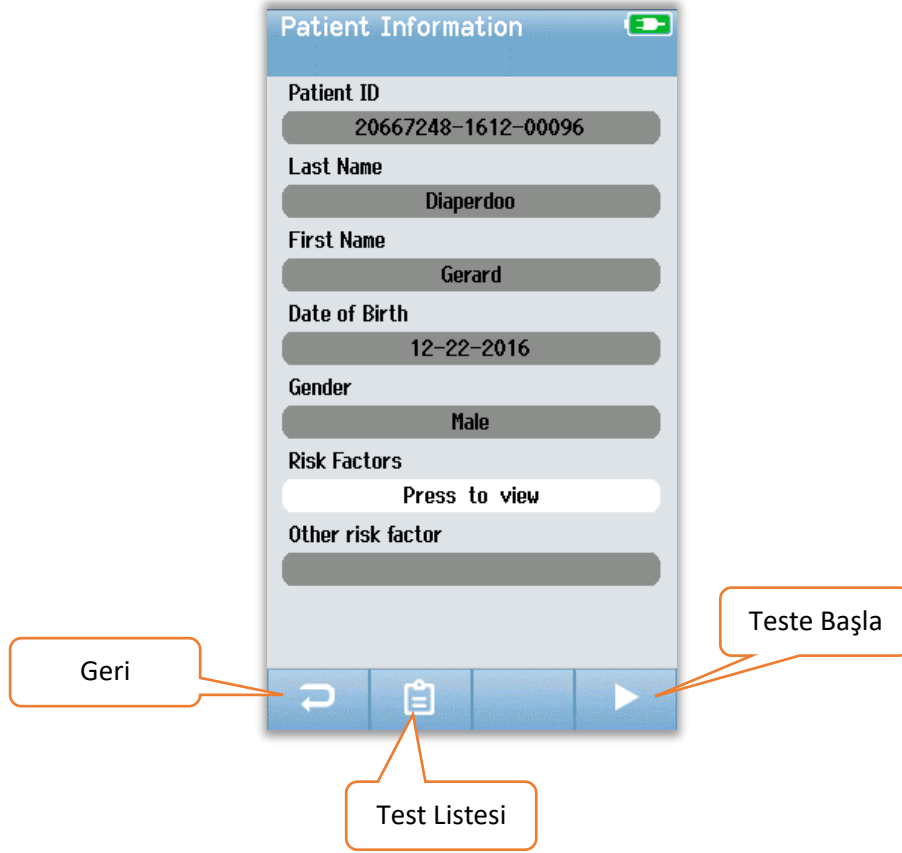 Patient Information
Patient ID
20667248-1612-00096
Last Name
Diaperdoo
First Name
Gerard
Date of Birth
12-22-2016
Gender
Male
Risk Factors
Press to view
Other risk factor
Teste Başla
Geri
Test Listesi